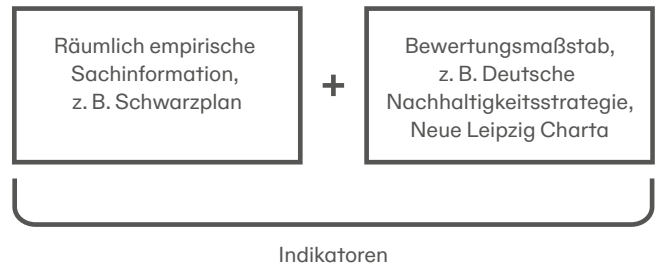 Räumlich empirische
Sachinformation,
z. B. Schwarzplan
+
Bewertungsmaßstab,
z. B. Deutsche
Nachhaltigkeitsstrategie,
Neue Leipzig Charta
Indikatoren